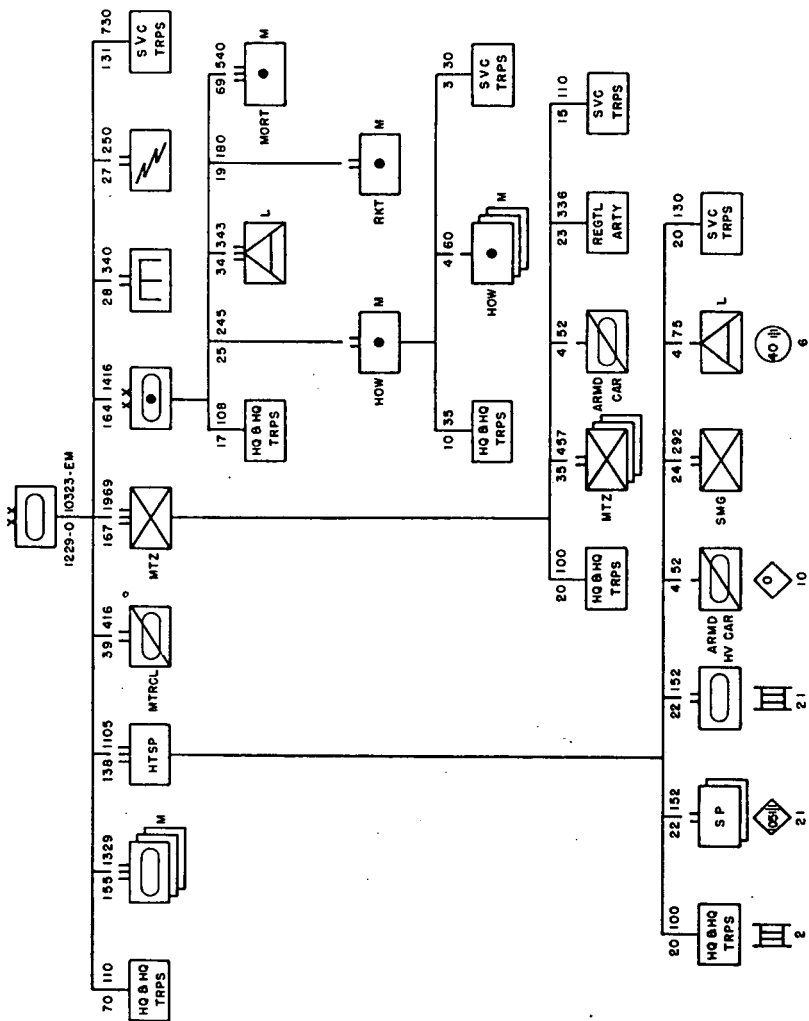 XX
1229-O 10323-EM
70 110
HQ & HQ
TRPS
155 1329
M
138 1105
HTSP
39 416
MTRCL
167 1969
MTZ
XX
164 1416
28 340
27 250
131 730
SVC
TRPS
17 108
HQ & HQ
TRPS
25 245
M
HOW
34 343
L
19 180
M
RKT
69 540
M
MORT
10 35
HQ & HQ
TRPS
4 60
M
HOW
3 30
SVC
TRPS
20 100
HQ & HQ
TRPS
35 457
MTZ
4 52
ARMD
CAR
23 336
REGTL
ARTY
15 110
SVC
TRPS
20 100
HQ & HQ
TRPS
2
22 152
SP
105
21
22 152
21
4 52
ARMD
HV CAR
O
10
24 292
SMG
4 75
L
40
6
20 130
SVC
TRPS